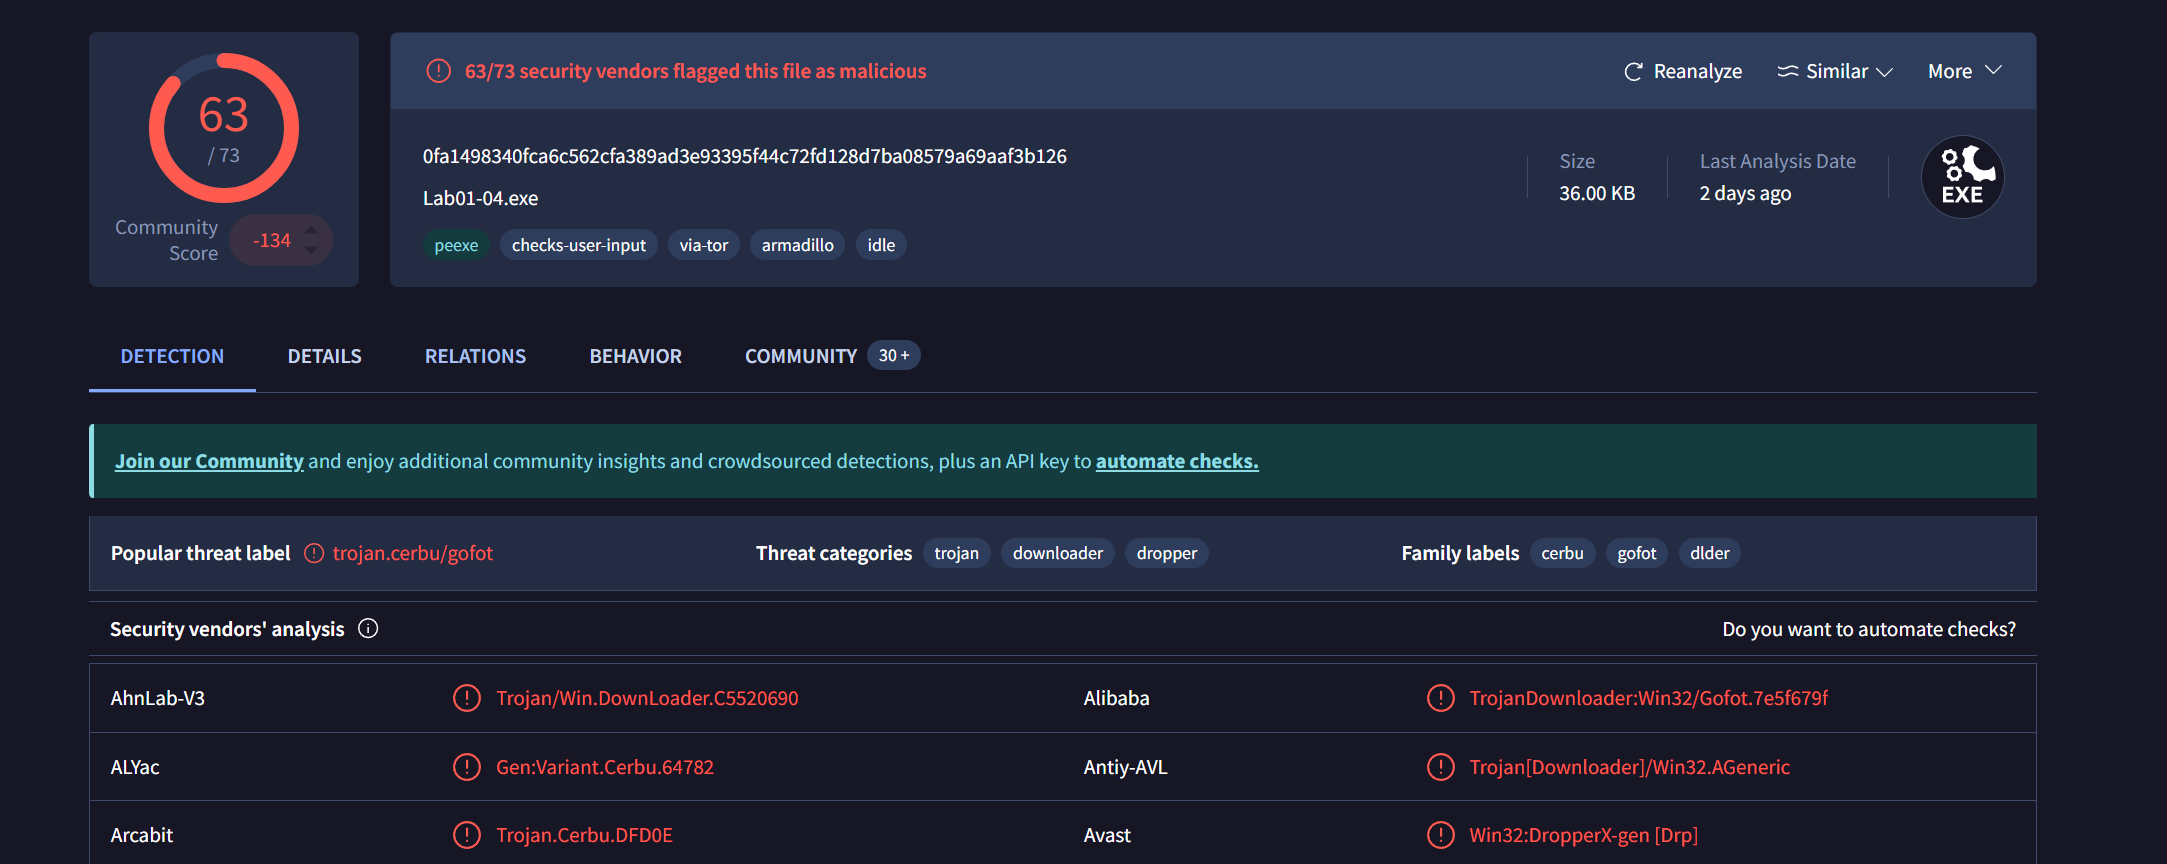 63
/ 73
Community
Score
-134
63/73 security vendors flagged this file as malicious
Reanalyze
Similar
More
0fa1498340fca6c562cfa389ad3e93395f44c72fd128d7ba08579a69aaf3b126
Lab01-04.exe
Size
36.00 KB
Last Analysis Date
2 days ago
EXE
peexe
checks-user-input
via-tor
armadillo
idle
DETECTION
DETAILS
RELATIONS
BEHAVIOR
COMMUNITY
30 +
Join our Community and enjoy additional community insights and crowdsourced detections, plus an API key to automate checks.
Popular threat label
trojan.cerbu/gofot
Threat categories
trojan
downloader
dropper
Family labels
cerbu
gofot
dlder
Security vendors' analysis
Do you want to automate checks?
AhnLab-V3
Trojan/Win.DownLoader.C5520690
Alibaba
TrojanDownloader:Win32/Gofot.7e5f679f
ALYac
Gen:Variant.Cerbu.64782
Antiy-AVL
Trojan[Downloader]/Win32.AGeneric
Arcabit
Trojan.Cerbu.DFD0E
Avast
Win32:DropperX-gen [Drp]